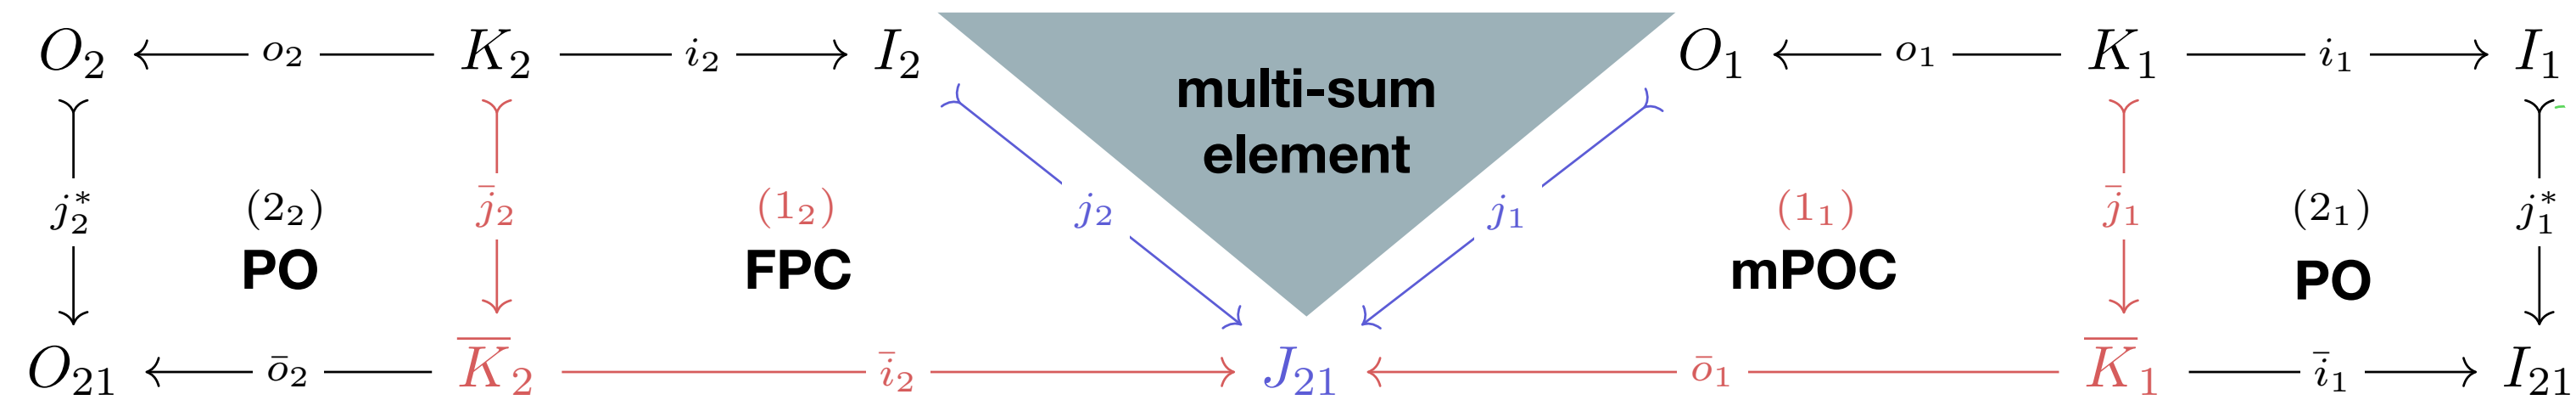 O₂ o₂ K₂ i₂ I₂ multi-sum element O₁ o₁ K₁ i₁ I₁
j₂* (2₂) j̄₂ (1₂) j₂ j₁ (1₁) j̄₁ (2₁) j₁*
PO FPC mPOC PO
O₂₁ ō₂ K̅₂ ī₂ J₂₁ ō₁ K̅₁ ī₁ I₂₁